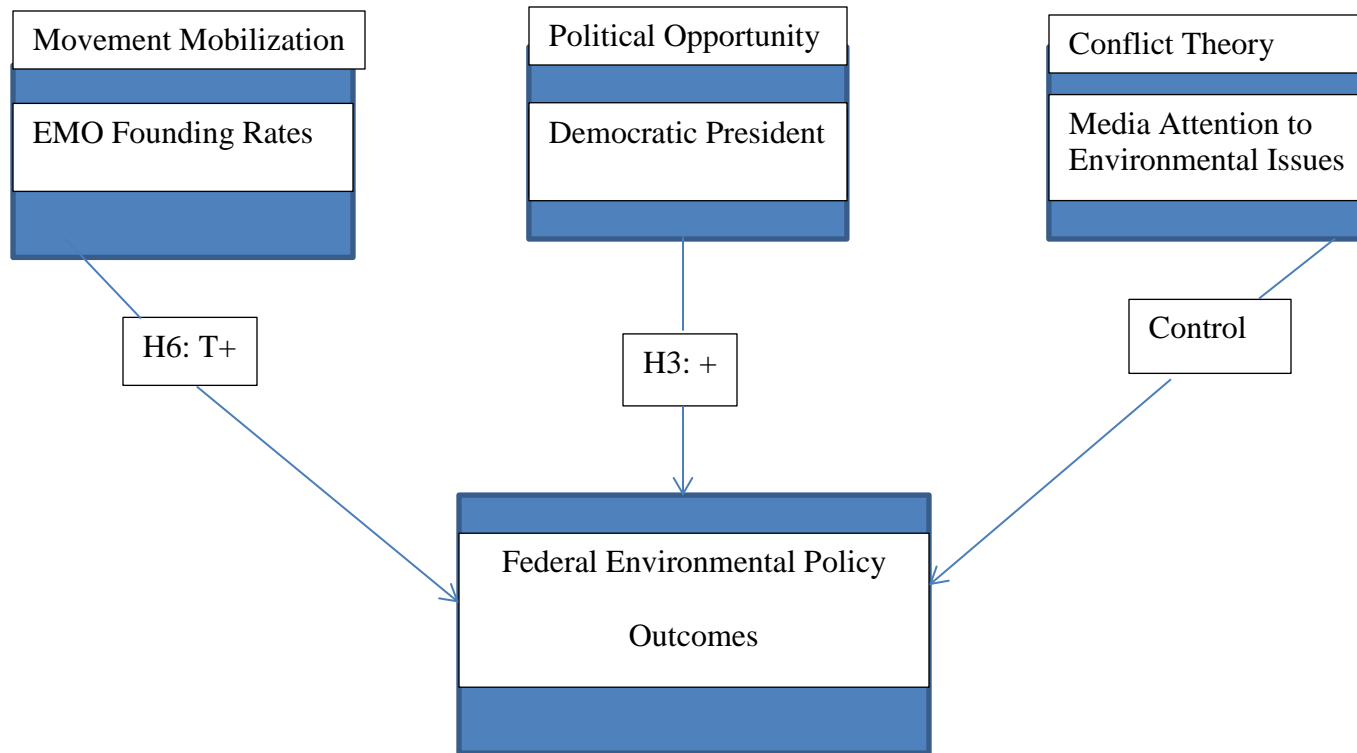 Movement Mobilization
EMO Founding Rates
Political Opportunity
Democratic President
Conflict Theory
Media Attention to
Environmental Issues
H6: T+
H3: +
Control
Federal Environmental Policy
Outcomes